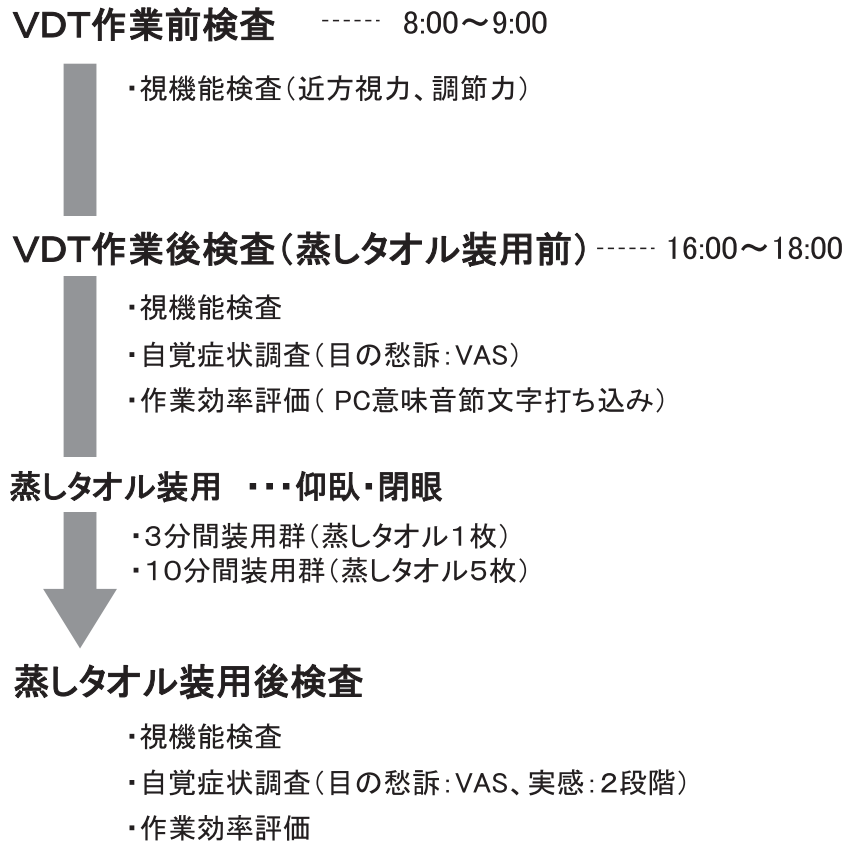 VDT作業前検査 ------ 8:00～9:00
・視機能検査（近方視力、調節力）
VDT作業後検査（蒸しタオル装用前）------ 16:00～18:00
・視機能検査
・自覚症状調査（目の愁訴：VAS）
・作業効率評価（ PC意味音節文字打ち込み）
蒸しタオル装用 ・・・仰臥・閉眼
・3分間装用群（蒸しタオル1枚）
・10分間装用群（蒸しタオル5枚）
蒸しタオル装用後検査
・視機能検査
・自覚症状調査（目の愁訴：VAS、実感：2段階）
・作業効率評価